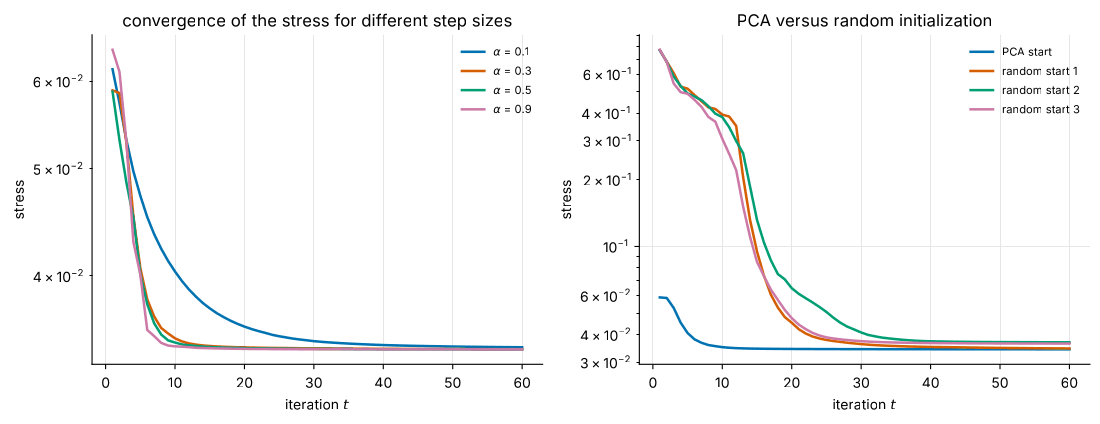 convergence of the stress for different step sizes
6 × 10⁻²
5 × 10⁻²
4 × 10⁻²
stress
α = 0.1
α = 0.3
α = 0.5
α = 0.9
0 10 20 30 40 50 60
iteration t
PCA versus random initialization
6 × 10⁻¹
4 × 10⁻¹
3 × 10⁻¹
2 × 10⁻¹
10⁻¹
6 × 10⁻²
4 × 10⁻²
3 × 10⁻²
stress
PCA start
random start 1
random start 2
random start 3
0 10 20 30 40 50 60
iteration t